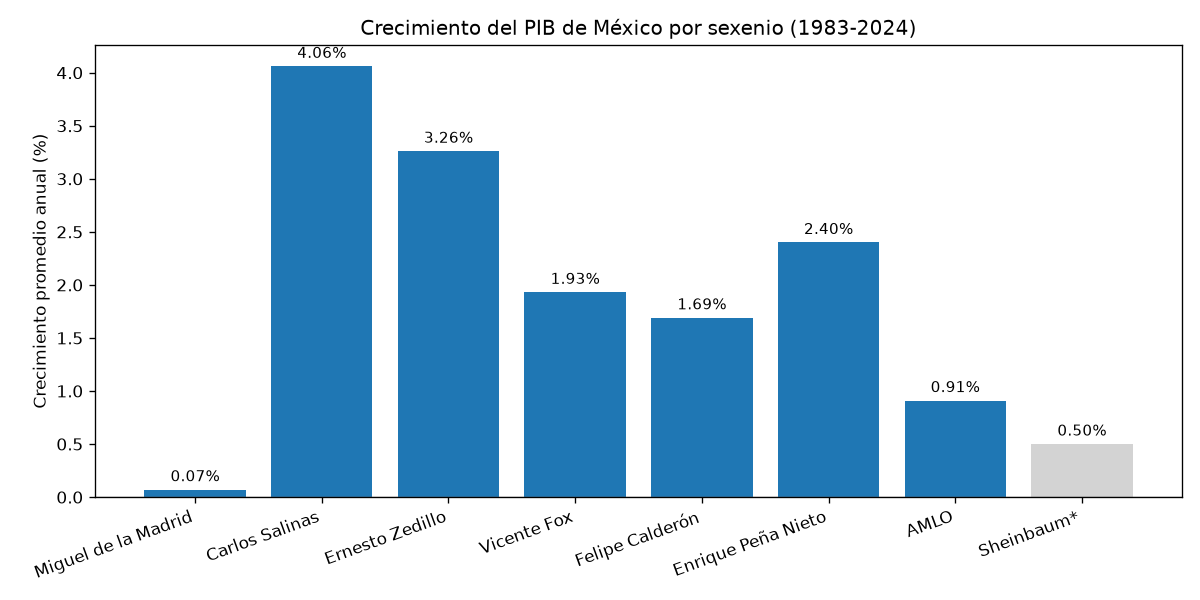 Crecimiento del PIB de México por sexenio (1983-2024)
Crecimiento promedio anual (%)
4.0
3.5
3.0
2.5
2.0
1.5
1.0
0.5
0.0
0.07%
4.06%
3.26%
1.93%
1.69%
2.40%
0.91%
0.50%
Miguel de la Madrid
Carlos Salinas
Ernesto Zedillo
Vicente Fox
Felipe Calderón
Enrique Peña Nieto
AMLO
Sheinbaum*